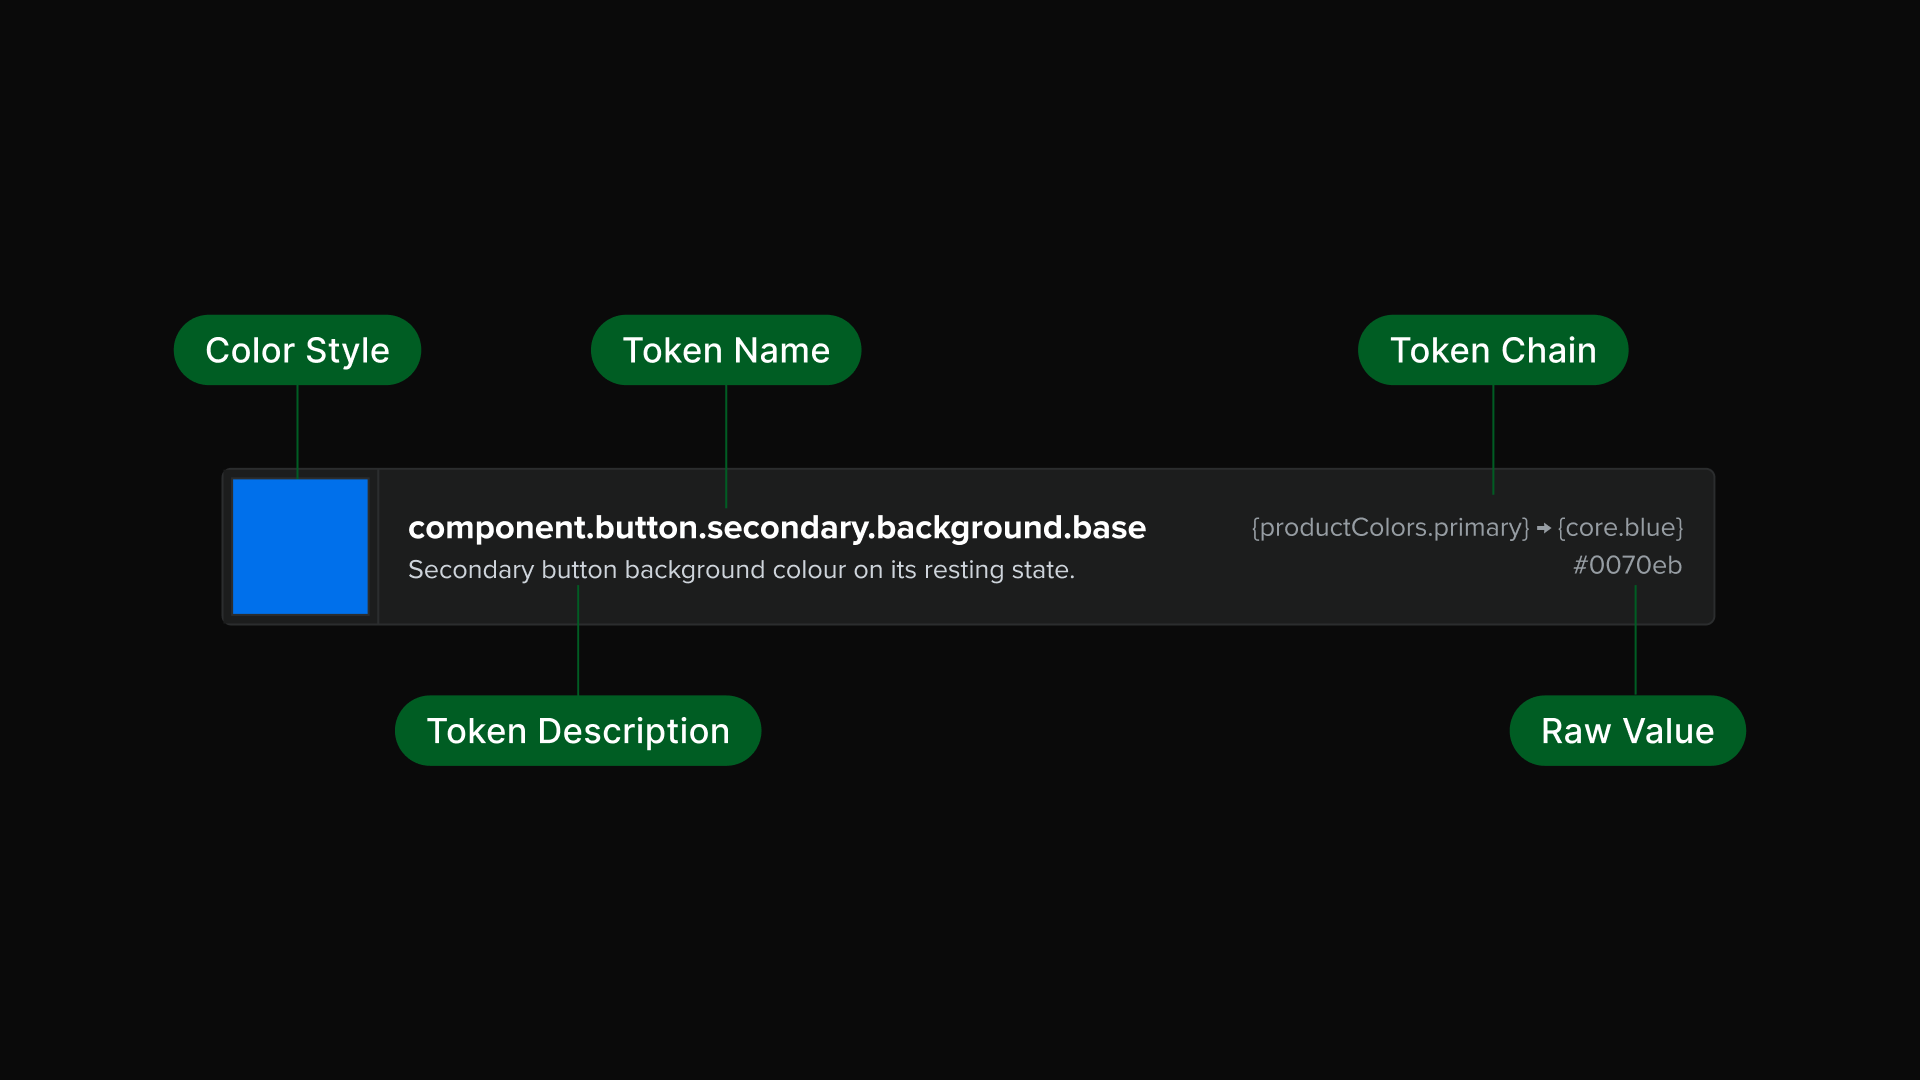 Color Style
Token Name
Token Chain
component.button.secondary.background.base
{productColors.primary} → {core.blue}
Secondary button background colour on its resting state.
#0070eb
Token Description
Raw Value